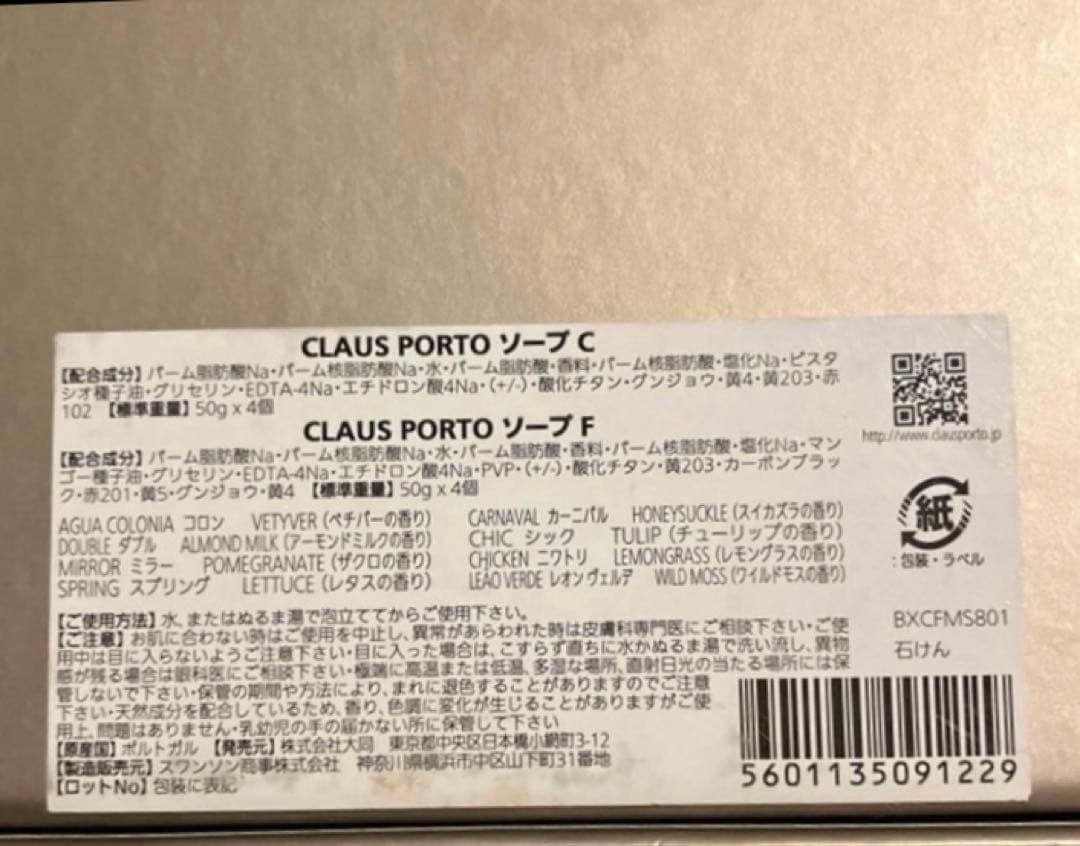 CLAUS PORTO ソープ C
【配合成分】パーム脂肪酸Na・パーム核脂肪酸Na・水・パーム脂肪酸・香料・パーム核脂肪酸・塩化Na・ピスタ
シオ種子油・グリセリン・EDTA-4Na・エチドロン酸4Na・(+/-)・酸化チタン・グンジョウ・黄4・黄203・赤
102 【標準重量】50g x 4個
CLAUS PORTO ソープ F
【配合成分】パーム脂肪酸Na・パーム核脂肪酸Na・水・パーム脂肪酸・香料・パーム核脂肪酸・塩化Na・マン
ゴー種子油・グリセリン・EDTA-4Na・エチドロン酸4Na・PVP・(+/-)・酸化チタン・黄203・カーボンブラッ
ク・赤201・黄5・グンジョウ・黄4 【標準重量】50g x 4個
AGUA COLONIA コロン VETYVER(ベチバーの香り)
DOUBLE ダブル ALMOND MILK(アーモンドミルクの香り)
MIRROR ミラー POMEGRANATE(ザクロの香り)
SPRING スプリング LETTUCE(レタスの香り)
CARNAVAL カーニバル HONEYSUCKLE(スイカズラの香り)
CHIC シック TULIP(チューリップの香り)
CHICKEN ニワトリ LEMONGRASS(レモングラスの香り)
LEAO VERDE レオン ヴェルデ WILD MOSS(ワイルドモスの香り)
【ご使用方法】水、またはぬるま湯で泡立ててからご使用下さい。
【ご注意】お肌に合わない時はご使用を中止し、異常があらわれた時は皮膚科専門医にご相談下さい・ご使
用中は目に入らないようご注意下さい・目に入った場合は、こすらず直ちに水かぬるま湯で洗い流し、異物
感が残る場合は眼科医にご相談下さい・極端に高温または低温、多湿な場所、直射日光の当たる場所には保
管しないで下さい・保管の期間や方法により、まれに退色することがありますのでご注意
下さい・天然成分を配合しているため、香り、色調に変化が生じることがありますがご使
用上、問題はありません・乳幼児の手の届かない所に保管して下さい
【原産国】ポルトガル 【発売元】株式会社大同 東京都中央区日本橋小網町3-12
【製造販売元】スワンソン商事株式会社 神奈川県横浜市中区山下町31番地
【ロットNo】包装に表記
http://www.clausporto.jp
紙
:包装・ラベル
BXCFMS801
石けん
5601135091229